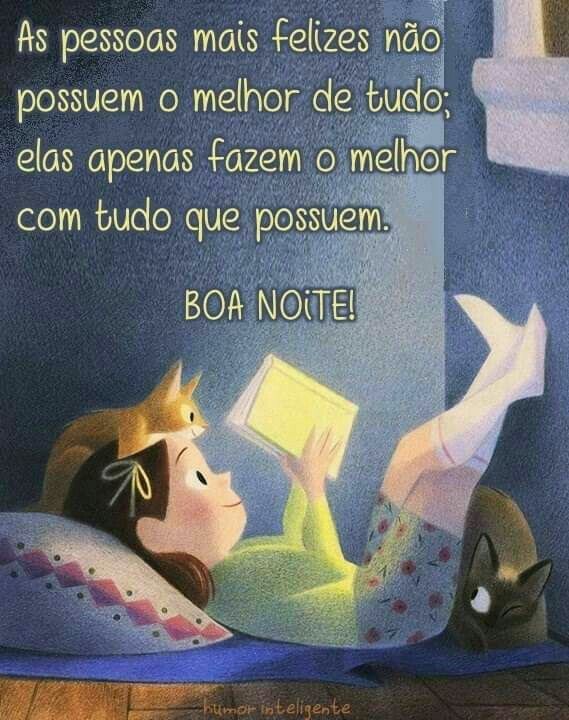 As pessoas mais felizes não
possuem o melhor de tudo;
elas apenas fazem o melhor
com tudo que possuem.
BOA NOiTE!
humor inteligente